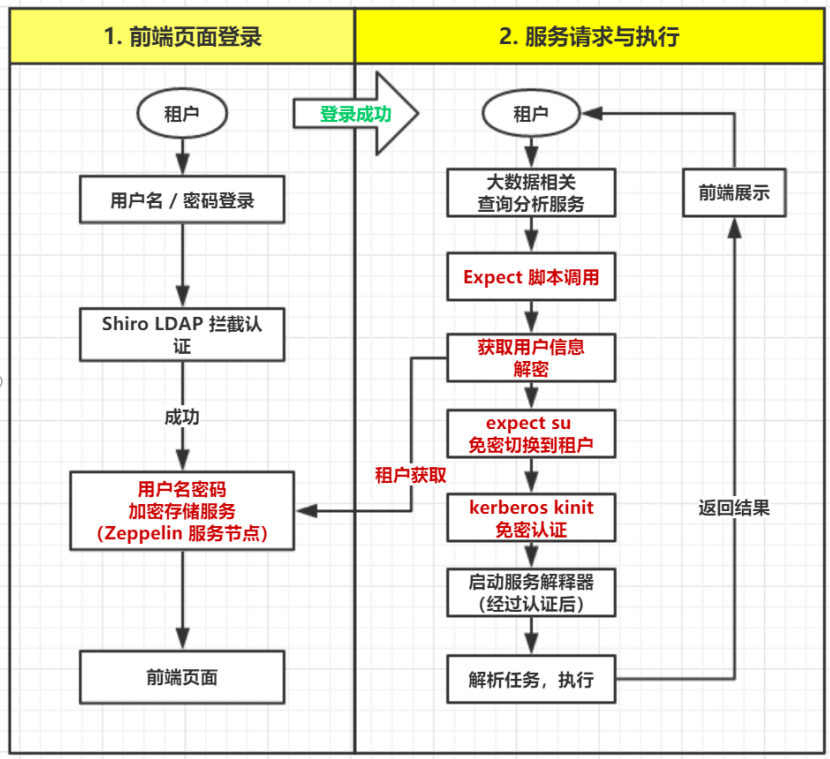 1. 前端页面登录
2. 服务请求与执行
租户
用户名 / 密码登录
Shiro LDAP 拦截认
证
成功
用户名密码
加密存储服务
（Zeppelin 服务节点）
前端页面
登录成功
租户
大数据相关
查询分析服务
前端展示
Expect 脚本调用
获取用户信息
解密
租户获取
expect su
免密切换到租户
kerberos kinit
免密认证
返回结果
启动服务解释器
（经过认证后）
解析任务，执行